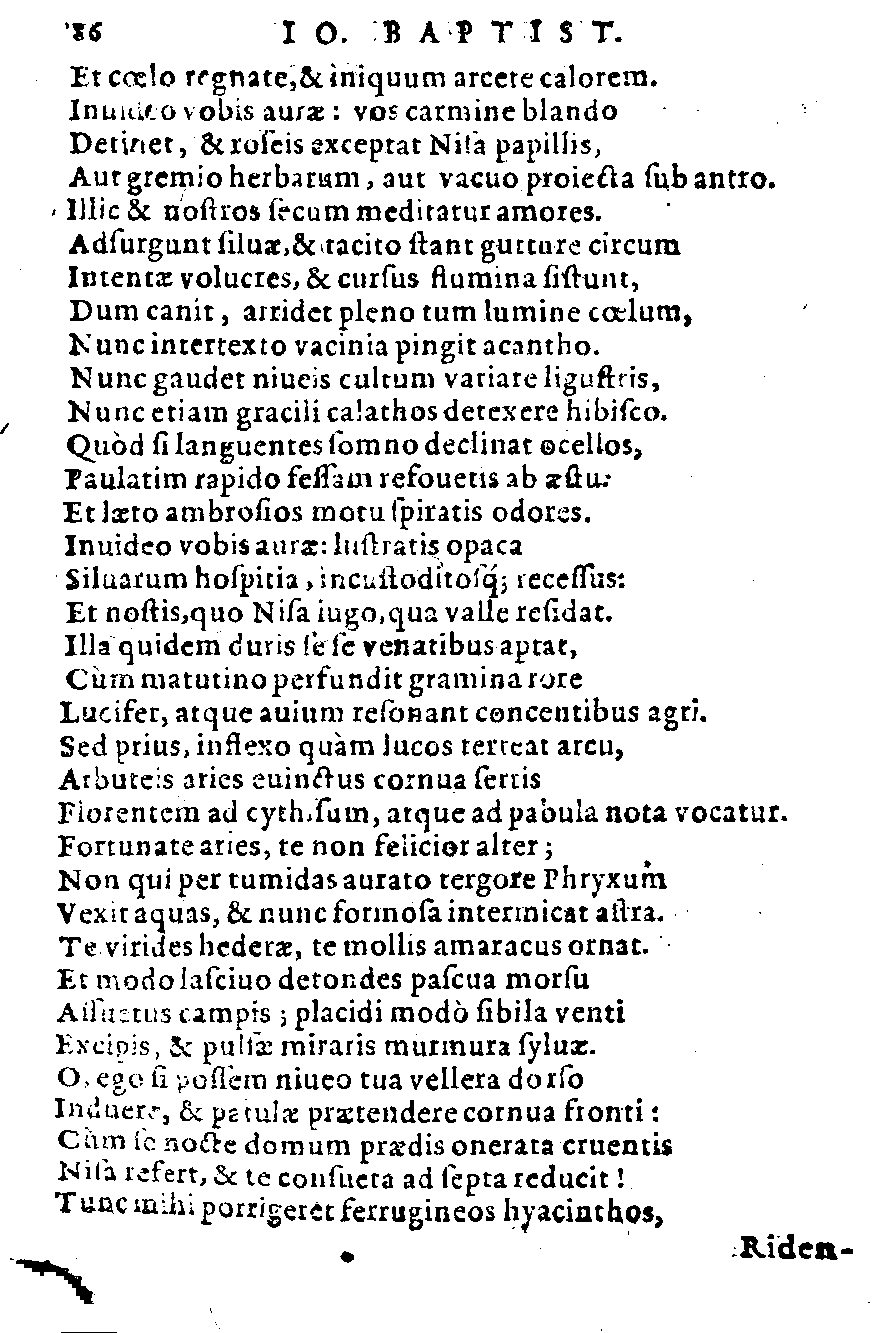 86 IO. BAPTIST.
Et cœlo regnate, & iniquum arcete calorem.
Inuideo vobis auræ: vos carmine blando
Detinet, & roſeis exceptat Niſa papillis,
Aut gremio herbarum, aut vacuo proiecta ſub antro.
Illic & noſtros ſecum meditatur amores.
Adſurgunt ſiluæ, & tacito ſtant gutture circum
Intentæ volucres, & curſus flumina ſiſtunt,
Dum canit, arridet pleno tum lumine cœlum,
Nunc intertexto vacinia pingit acantho.
Nunc gaudet niueis cultum variare liguſtris,
Nunc etiam gracili calathos detexere hibiſco.
Quòd ſi languentes ſomno declinat ocellos,
Paulatim rapido feſſam refouetis ab æſtu:
Et læto ambroſios motu ſpiratis odores.
Inuideo vobis auræ: luſtratis opaca
Siluarum hoſpitia, incuſtoditoſq́; receſſus:
Et noſtis, quo Niſa iugo, qua valle reſidat.
Illa quidem duris ſe ſe venatibus aptat,
Cùm matutino perfundit gramina rore
Lucifer, atque auium reſonant concentibus agri.
Sed prius, inflexo quàm lucos terreat arcu,
Arbuteis aries euinctus cornua ſertis
Florentem ad cythiſum, atque ad pabula nota vocatur.
Fortunate aries, te non felicior alter;
Non qui per tumidas aurato tergore Phryxum
Vexit aquas, & nunc formoſa intermicat aſtra.
Te virides hederæ, te mollis amaracus ornat.
Et modo laſciuo detondes paſcua morſu
Aſſuetus campis; placidi modò ſibila venti
Excipis, & pulſæ miraris murmura ſyluæ.
O, ego ſi poſſem niueo tua vellera dorſo
Induere, & patulæ prætendere cornua fronti:
Cùm ſe nocte domum prædis onerata cruentis
Niſa refert, & te conſueta ad ſepta reducit!
Tunc mihi porrigeret ferrugineos hyacinthos,
Riden-